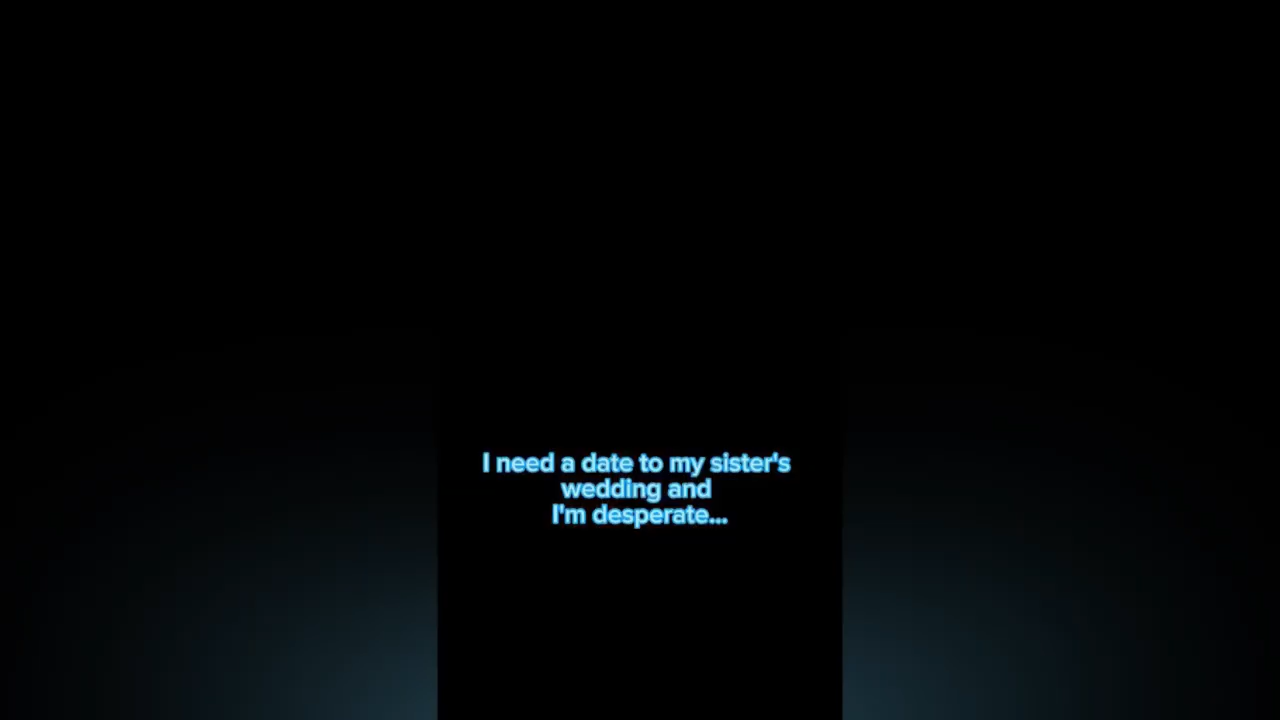 I need a date to my sister's
wedding and
I'm desperate...